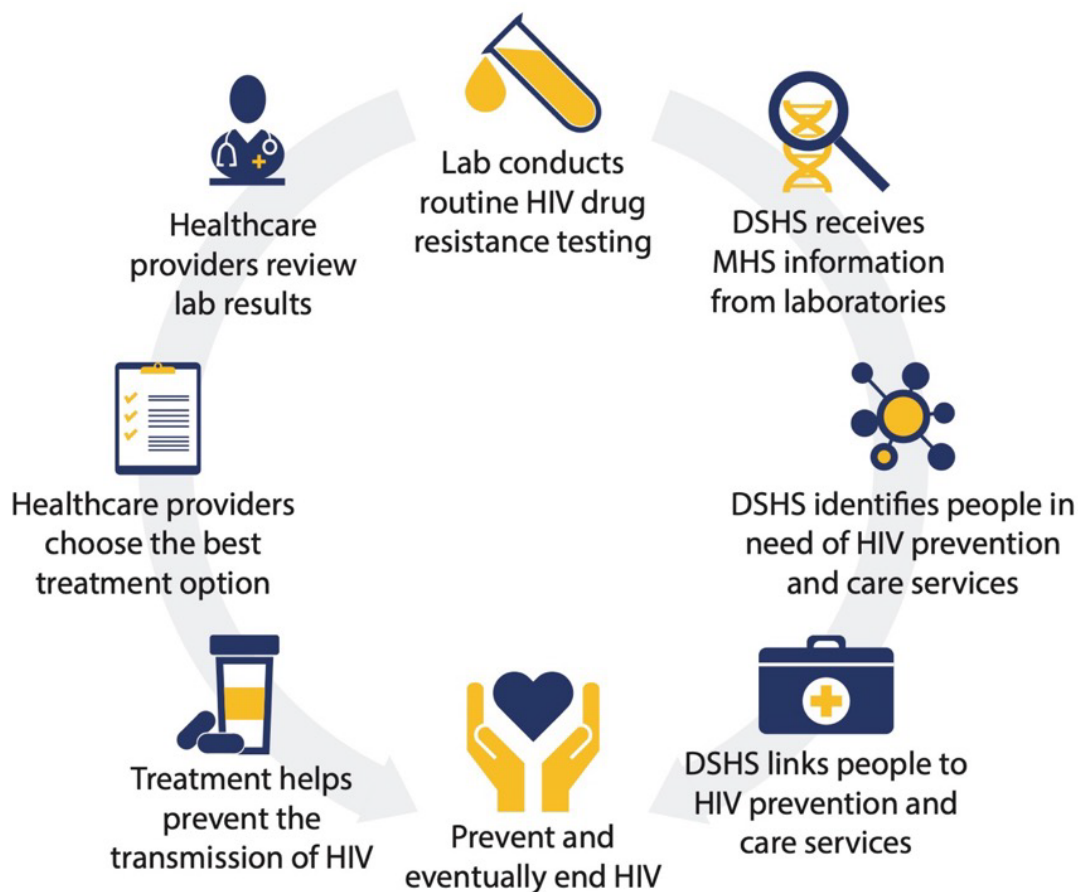 Lab conducts
routine HIV drug
resistance testing
DSHS receives
MHS information
from laboratories
DSHS identifies people in
need of HIV prevention
and care services
DSHS links people to
HIV prevention and
care services
Healthcare
providers review
lab results
Healthcare providers
choose the best
treatment option
Treatment helps
prevent the
transmission of HIV
Prevent and
eventually end HIV